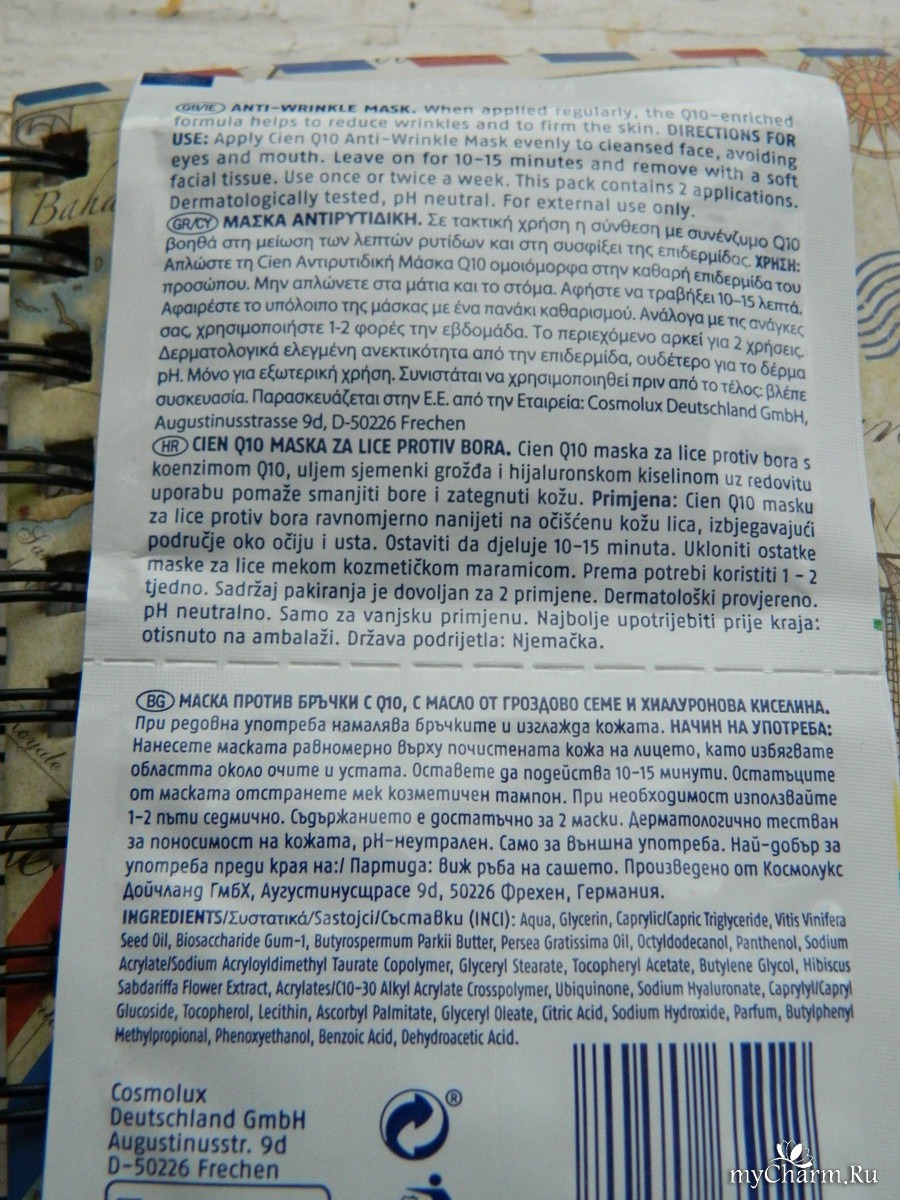 GB/IE ANTI-WRINKLE MASK. When applied regularly, the Q10-enriched
formula helps to reduce wrinkles and to firm the skin. DIRECTIONS FOR
USE: Apply Cien Q10 Anti-Wrinkle Mask evenly to cleansed face, avoiding
eyes and mouth. Leave on for 10-15 minutes and remove with a soft
facial tissue. Use once or twice a week. This pack contains 2 applications.
Dermatologically tested, pH neutral. For external use only.
GR/CY ΜΑΣΚΑ ΑΝΤΙΡΥΤΙΔΙΚΗ. Σε τακτική χρήση η σύνθεση με συνένζυμο Q10
βοηθά στη μείωση των λεπτών ρυτίδων και στη συσφίξει της επιδερμίδας. ΧΡΗΣΗ:
Απλώστε τη Cien Αντιρυτιδική Μάσκα Q10 ομοιόμορφα στην καθαρή επιδερμίδα του
προσώπου. Μην απλώνετε στα μάτια και το στόμα. Αφήστε να τραβήξει 10-15 λεπτά.
Αφαιρέστε το υπόλοιπο της μάσκας με ένα πανάκι καθαρισμού. Ανάλογα με τις ανάγκες
σας, χρησιμοποιήστε 1-2 φορές την εβδομάδα. Το περιεχόμενο αρκεί για 2 χρήσεις.
Δερματολογικά ελεγμένη ανεκτικότητα από την επιδερμίδα, ουδέτερο για το δέρμα
pH. Μόνο για εξωτερική χρήση. Συνιστάται να χρησιμοποιηθεί πριν από το τέλος: βλέπε
συσκευασία. Παρασκευάζεται στην Ε.Ε. από την Εταιρεία: Cosmolux Deutschland GmbH,
Augustinusstrasse 9d, D-50226 Frechen
HR CIEN Q10 MASKA ZA LICE PROTIV BORA. Cien Q10 maska za lice protiv bora s
koenzimom Q10, uljem sjemenki grožđa i hijaluronskom kiselinom uz redovitu
uporabu pomaže smanjiti bore i zategnuti kožu. Primjena: Cien Q10 masku
za lice protiv bora ravnomjerno nanijeti na očišćenu kožu lica, izbjegavajući
područje oko očiju i usta. Ostaviti da djeluje 10-15 minuta. Ukloniti ostatke
maske za lice mekom kozmetičkom maramicom. Prema potrebi koristiti 1 - 2
tjedno. Sadržaj pakiranja je dovoljan za 2 primjene. Dermatološki provjereno.
pH neutralno. Samo za vanjsku primjenu. Najbolje upotrijebiti prije kraja:
otisnuto na ambalaži. Država podrijetla: Njemačka.
BG МАСКА ПРОТИВ БРЪЧКИ С Q10, С МАСЛО ОТ ГРОЗДОВО СЕМЕ И ХИАЛУРОНОВА КИСЕЛИНА.
При редовна употреба намалява бръчките и изглажда кожата. НАЧИН НА УПОТРЕБА:
Нанесете маската равномерно върху почистената кожа на лицето, като избягвате
областта около очите и устата. Оставете да подейства 10-15 минути. Остатъците
от маската отстранете мек козметичен тампон. При необходимост използвайте
1-2 пъти седмично. Съдържанието е достатъчно за 2 маски. Дерматологично тестван
за поносимост на кожата, pH-неутрален. Само за външна употреба. Най-добър за
употреба преди края на:/ Партида: Виж ръба на сашето. Произведено от Космолукс
Дойчланд ГмбХ, Аугустинусщрасе 9d, 50226 Фрехен, Германия.
INGREDIENTS/Συστατικά/Sastojci/Съставки (INCI): Aqua, Glycerin, Caprylic/Capric Triglyceride, Vitis Vinifera
Seed Oil, Biosaccharide Gum-1, Butyrospermum Parkii Butter, Persea Gratissima Oil, Octyldodecanol, Panthenol, Sodium
Acrylate/Sodium Acryloyldimethyl Taurate Copolymer, Glyceryl Stearate, Tocopheryl Acetate, Butylene Glycol, Hibiscus
Sabdariffa Flower Extract, Acrylates/C10-30 Alkyl Acrylate Crosspolymer, Ubiquinone, Sodium Hyaluronate, Caprylyl/Capryl
Glucoside, Tocopherol, Lecithin, Ascorbyl Palmitate, Glyceryl Oleate, Citric Acid, Sodium Hydroxide, Parfum, Butylphenyl
Methylpropional, Phenoxyethanol, Benzoic Acid, Dehydroacetic Acid.
Cosmolux
Deutschland GmbH
Augustinusstr. 9d
D-50226 Frechen
®
myCharm.Ru